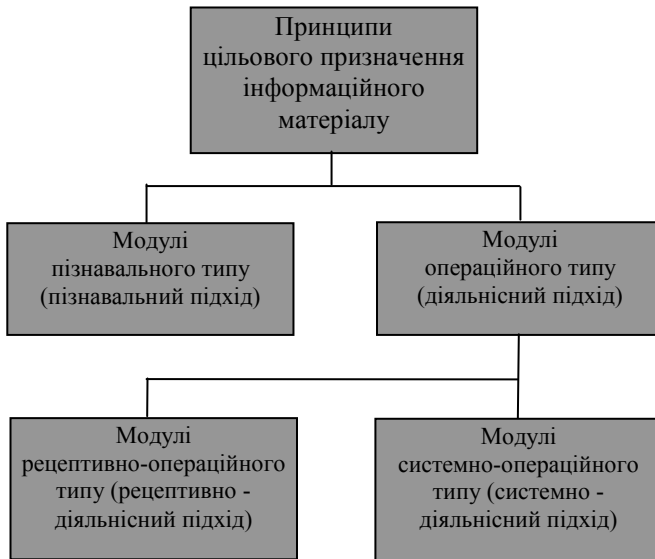 Принципи
цільового призначення
інформаційного
матеріалу
Модулі
пізнавального типу
(пізнавальний підхід)
Модулі
операційного типу
(діяльнісний підхід)
Модулі
рецептивно-операційного
типу (рецептивно -
діяльнісний підхід)
Модулі
системно-операційного
типу (системно -
діяльнісний підхід)